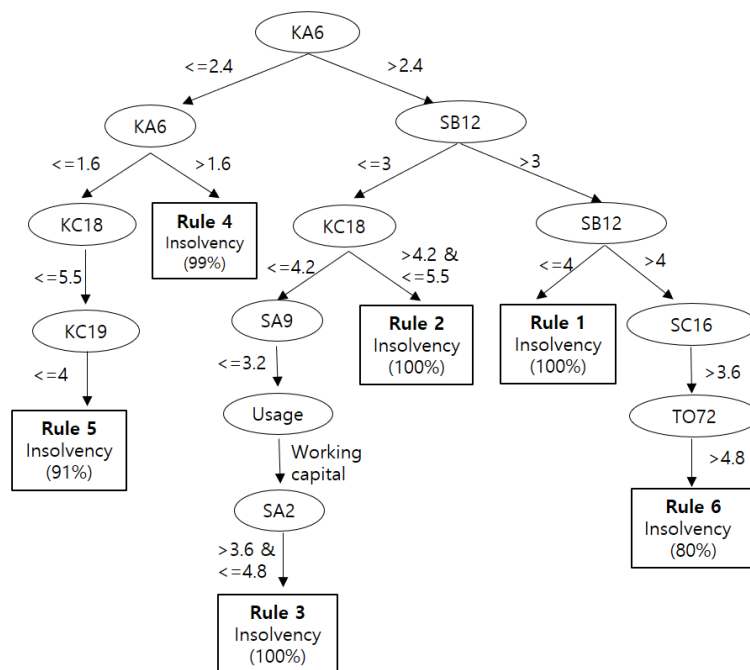 KA6
<=2.4
>2.4
KA6
SB12
<=1.6
>1.6
<=3
>3
KC18
Rule 4
Insolvency
(99%)
KC18
SB12
<=5.5
<=4.2
>4.2 &
<=5.5
<=4
>4
KC19
SA9
Rule 2
Insolvency
(100%)
Rule 1
Insolvency
(100%)
SC16
<=4
<=3.2
>3.6
Rule 5
Insolvency
(91%)
Usage
TO72
Working
capital
>4.8
SA2
Rule 6
Insolvency
(80%)
>3.6 &
<=4.8
Rule 3
Insolvency
(100%)